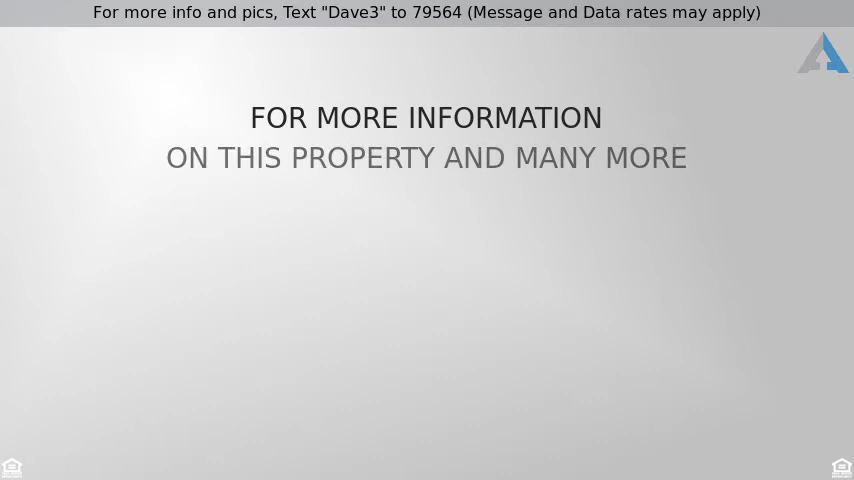 For more info and pics, Text "Dave3" to 79564 (Message and Data rates may apply)
FOR MORE INFORMATION
ON THIS PROPERTY AND MANY MORE